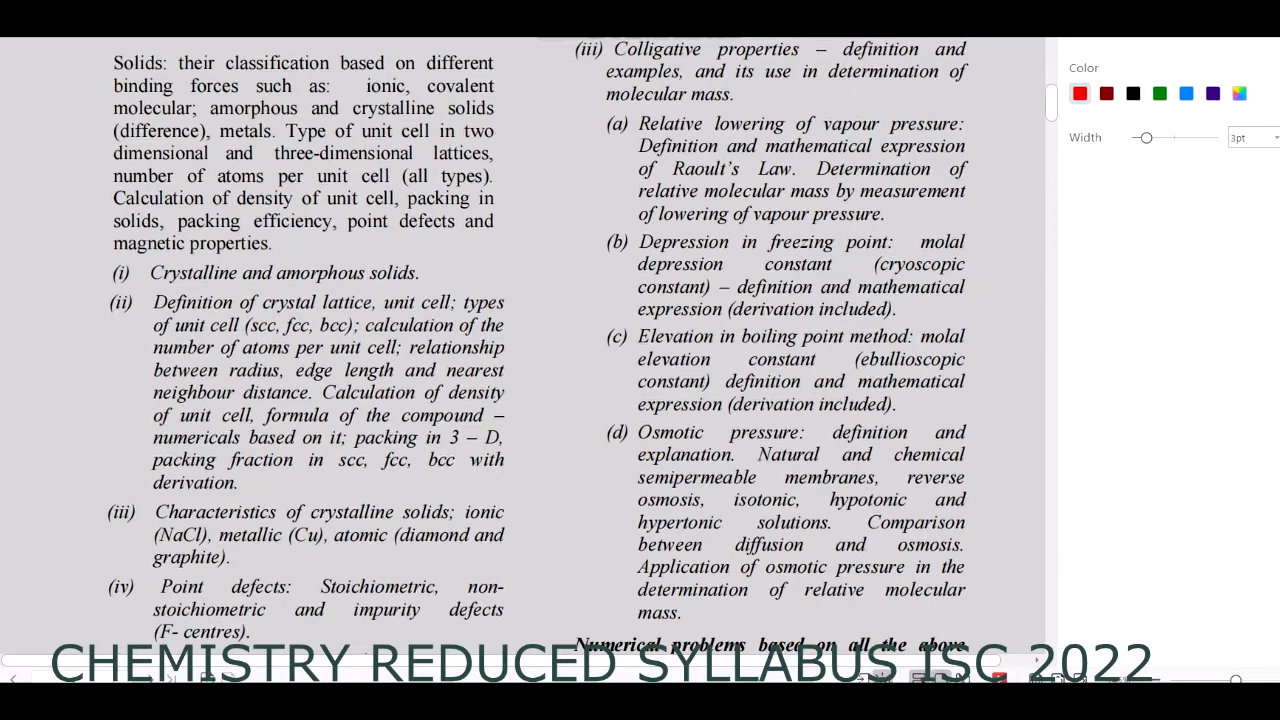 Solids: their classification based on different
binding forces such as: ionic, covalent
molecular; amorphous and crystalline solids
(difference), metals. Type of unit cell in two
dimensional and three-dimensional lattices,
number of atoms per unit cell (all types).
Calculation of density of unit cell, packing in
solids, packing efficiency, point defects and
magnetic properties.
(i) Crystalline and amorphous solids.
(ii) Definition of crystal lattice, unit cell; types
of unit cell (scc, fcc, bcc); calculation of the
number of atoms per unit cell; relationship
between radius, edge length and nearest
neighbour distance. Calculation of density
of unit cell, formula of the compound –
numericals based on it; packing in 3 – D,
packing fraction in scc, fcc, bcc with
derivation.
(iii) Characteristics of crystalline solids; ionic
(NaCl), metallic (Cu), atomic (diamond and
graphite).
(iv) Point defects: Stoichiometric, non-
stoichiometric and impurity defects
(F- centres).
(iii) Colligative properties – definition and
examples, and its use in determination of
molecular mass.
(a) Relative lowering of vapour pressure:
Definition and mathematical expression
of Raoult's Law. Determination of
relative molecular mass by measurement
of lowering of vapour pressure.
(b) Depression in freezing point: molal
depression constant (cryoscopic
constant) – definition and mathematical
expression (derivation included).
(c) Elevation in boiling point method: molal
elevation constant (ebullioscopic
constant) definition and mathematical
expression (derivation included).
(d) Osmotic pressure: definition and
explanation. Natural and chemical
semipermeable membranes, reverse
osmosis, isotonic, hypotonic and
hypertonic solutions. Comparison
between diffusion and osmosis.
Application of osmotic pressure in the
determination of relative molecular
mass.
Numerical problems based on all the above
Color
Width
3pt
CHEMISTRY REDUCED SYLLABUS ISC 2022